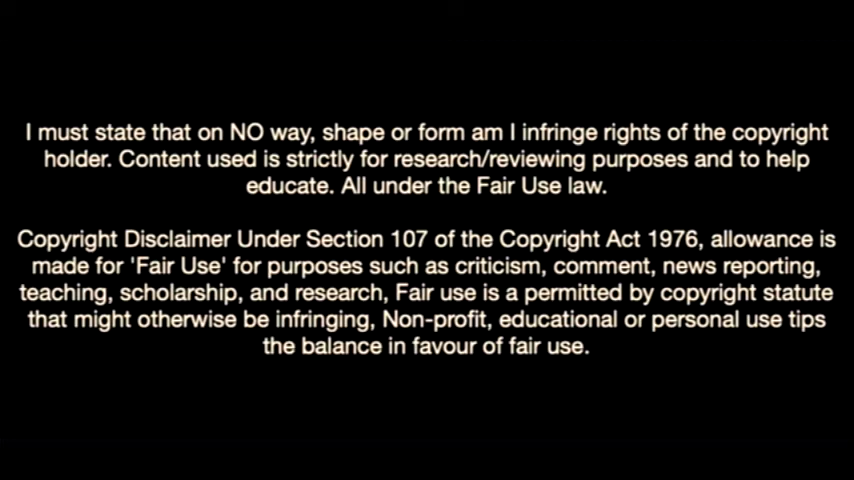 I must state that on NO way, shape or form am I infringe rights of the copyright
holder. Content used is strictly for research/reviewing purposes and to help
educate. All under the Fair Use law.
Copyright Disclaimer Under Section 107 of the Copyright Act 1976, allowance is
made for 'Fair Use' for purposes such as criticism, comment, news reporting,
teaching, scholarship, and research, Fair use is a permitted by copyright statute
that might otherwise be infringing, Non-profit, educational or personal use tips
the balance in favour of fair use.